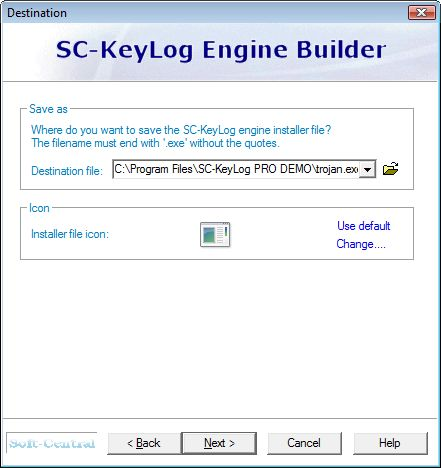 Destination
SC-KeyLog Engine Builder
Save as
Where do you want to save the SC-KeyLog engine installer file?
The filename must end with '.exe' without the quotes.
Destination file: C:\Program Files\SC-KeyLog PRO DEMO\trojan.exe
Icon
Installer file icon:
Use default
Change....
Soft-Central
< Back
Next >
Cancel
Help